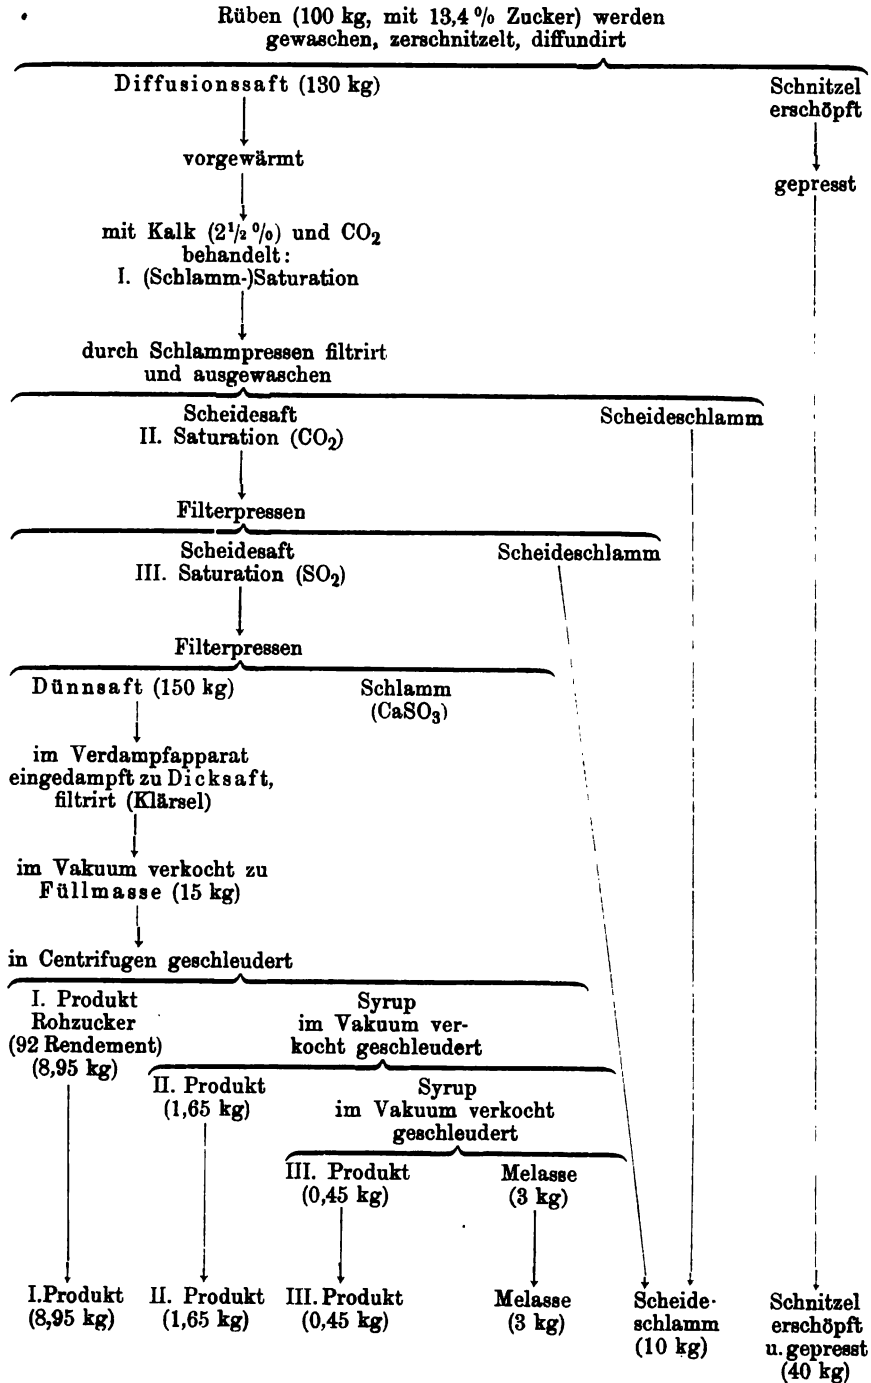 Rüben (100 kg, mit 13,4 % Zucker) werden
gewaschen, zerschnitzelt, diffundirt
Diffusionssaft (130 kg)
Schnitzel
erschöpft
vorgewärmt
gepresst
mit Kalk (2 1/2 %) und CO₂
behandelt:
I. (Schlamm-)Saturation
durch Schlammpressen filtrirt
und ausgewaschen
Scheidesaft
II. Saturation (CO₂)
Scheideschlamm
Filterpressen
Scheidesaft
III. Saturation (SO₂)
Scheideschlamm
Filterpressen
Dünnsaft (150 kg)
Schlamm
(CaSO₃)
im Verdampfapparat
eingedampft zu Dicksaft,
filtrirt (Klärsel)
im Vakuum verkocht zu
Füllmasse (15 kg)
in Centrifugen geschleudert
I. Produkt
Rohzucker
(92 Rendement)
(8,95 kg)
Syrup
im Vakuum ver-
kocht geschleudert
II. Produkt
(1,65 kg)
Syrup
im Vakuum verkocht
geschleudert
III. Produkt
(0,45 kg)
Melasse
(3 kg)
I. Produkt
(8,95 kg)
II. Produkt
(1,65 kg)
III. Produkt
(0,45 kg)
Melasse
(3 kg)
Scheide-
schlamm
(10 kg)
Schnitzel
erschöpft
u. gepresst
(40 kg)